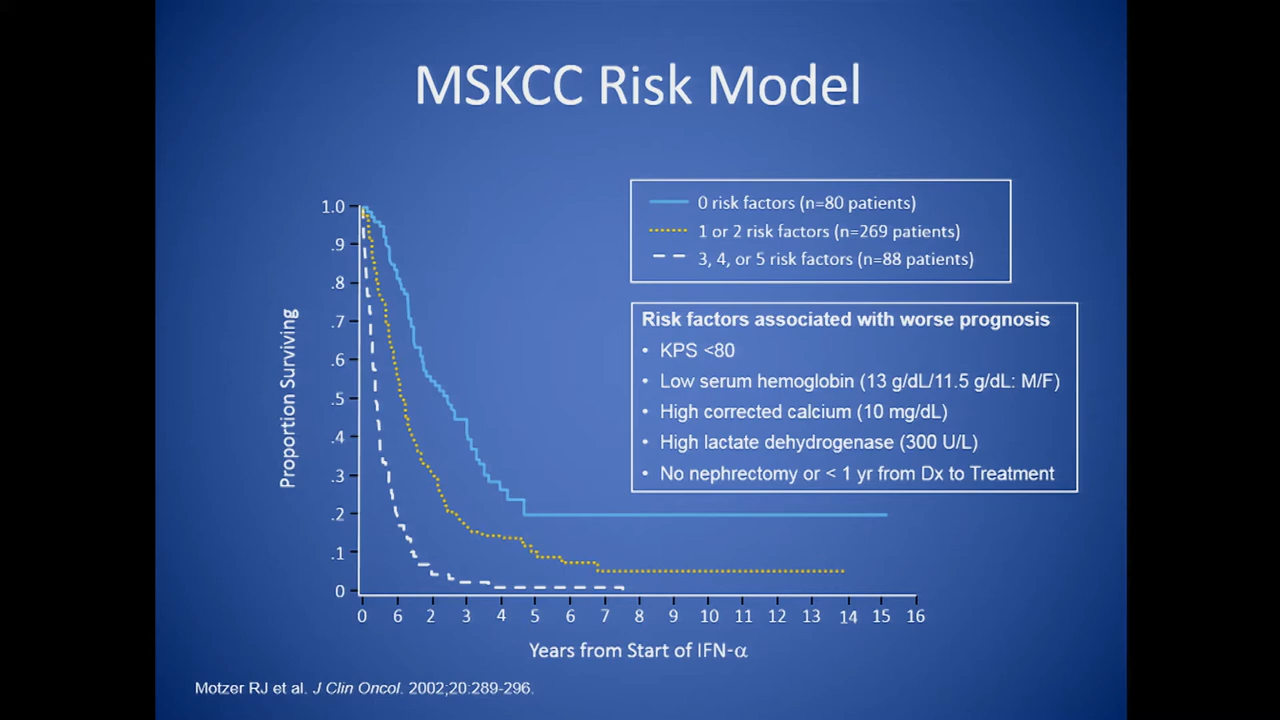 MSKCC Risk Model
0 risk factors (n=80 patients)
1 or 2 risk factors (n=269 patients)
3, 4, or 5 risk factors (n=88 patients)
Risk factors associated with worse prognosis
• KPS <80
• Low serum hemoglobin (13 g/dL/11.5 g/dL: M/F)
• High corrected calcium (10 mg/dL)
• High lactate dehydrogenase (300 U/L)
• No nephrectomy or < 1 yr from Dx to Treatment
Proportion Surviving
1.0
.9
.8
.7
.6
.5
.4
.3
.2
.1
0
0 6 2 3 4 5 6 7 8 9 10 11 12 13 14 15 16
Years from Start of IFN-α
Motzer RJ et al. J Clin Oncol. 2002;20:289-296.